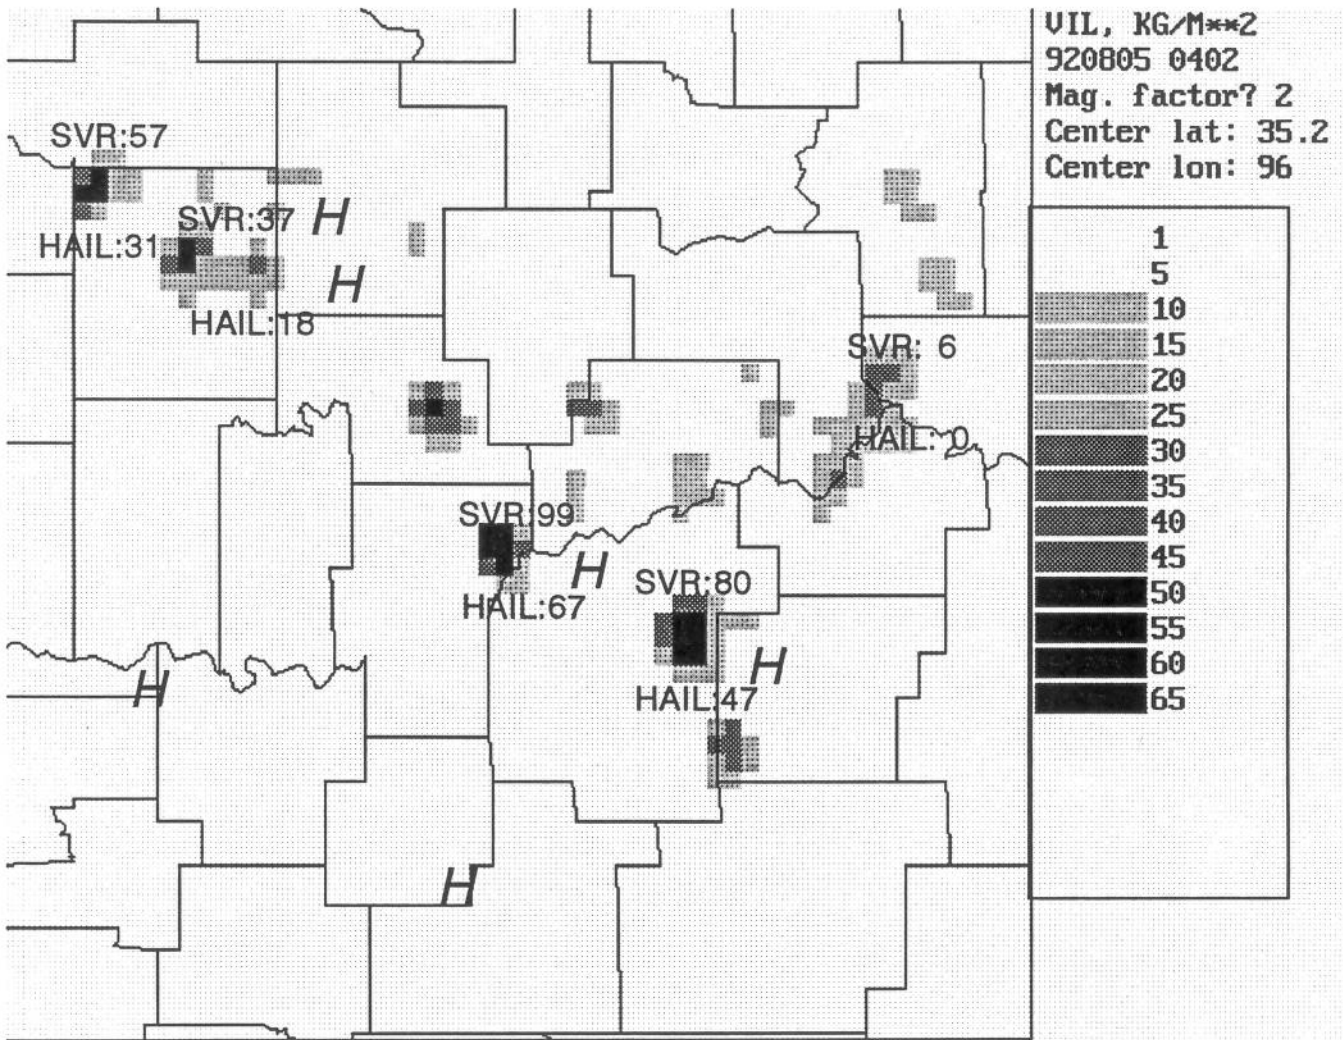 VIL, KG/M**2
920805 0402
Mag. factor? 2
Center lat: 35.2
Center lon: 96
SVR:57
SVR:37
H
HAIL:31
H
HAIL:18
SVR: 6
HAIL: 0
SVR:99
H
SVR:80
HAIL:67
H
H
HAIL:47
H
1
5
10
15
20
25
30
35
40
45
50
55
60
65